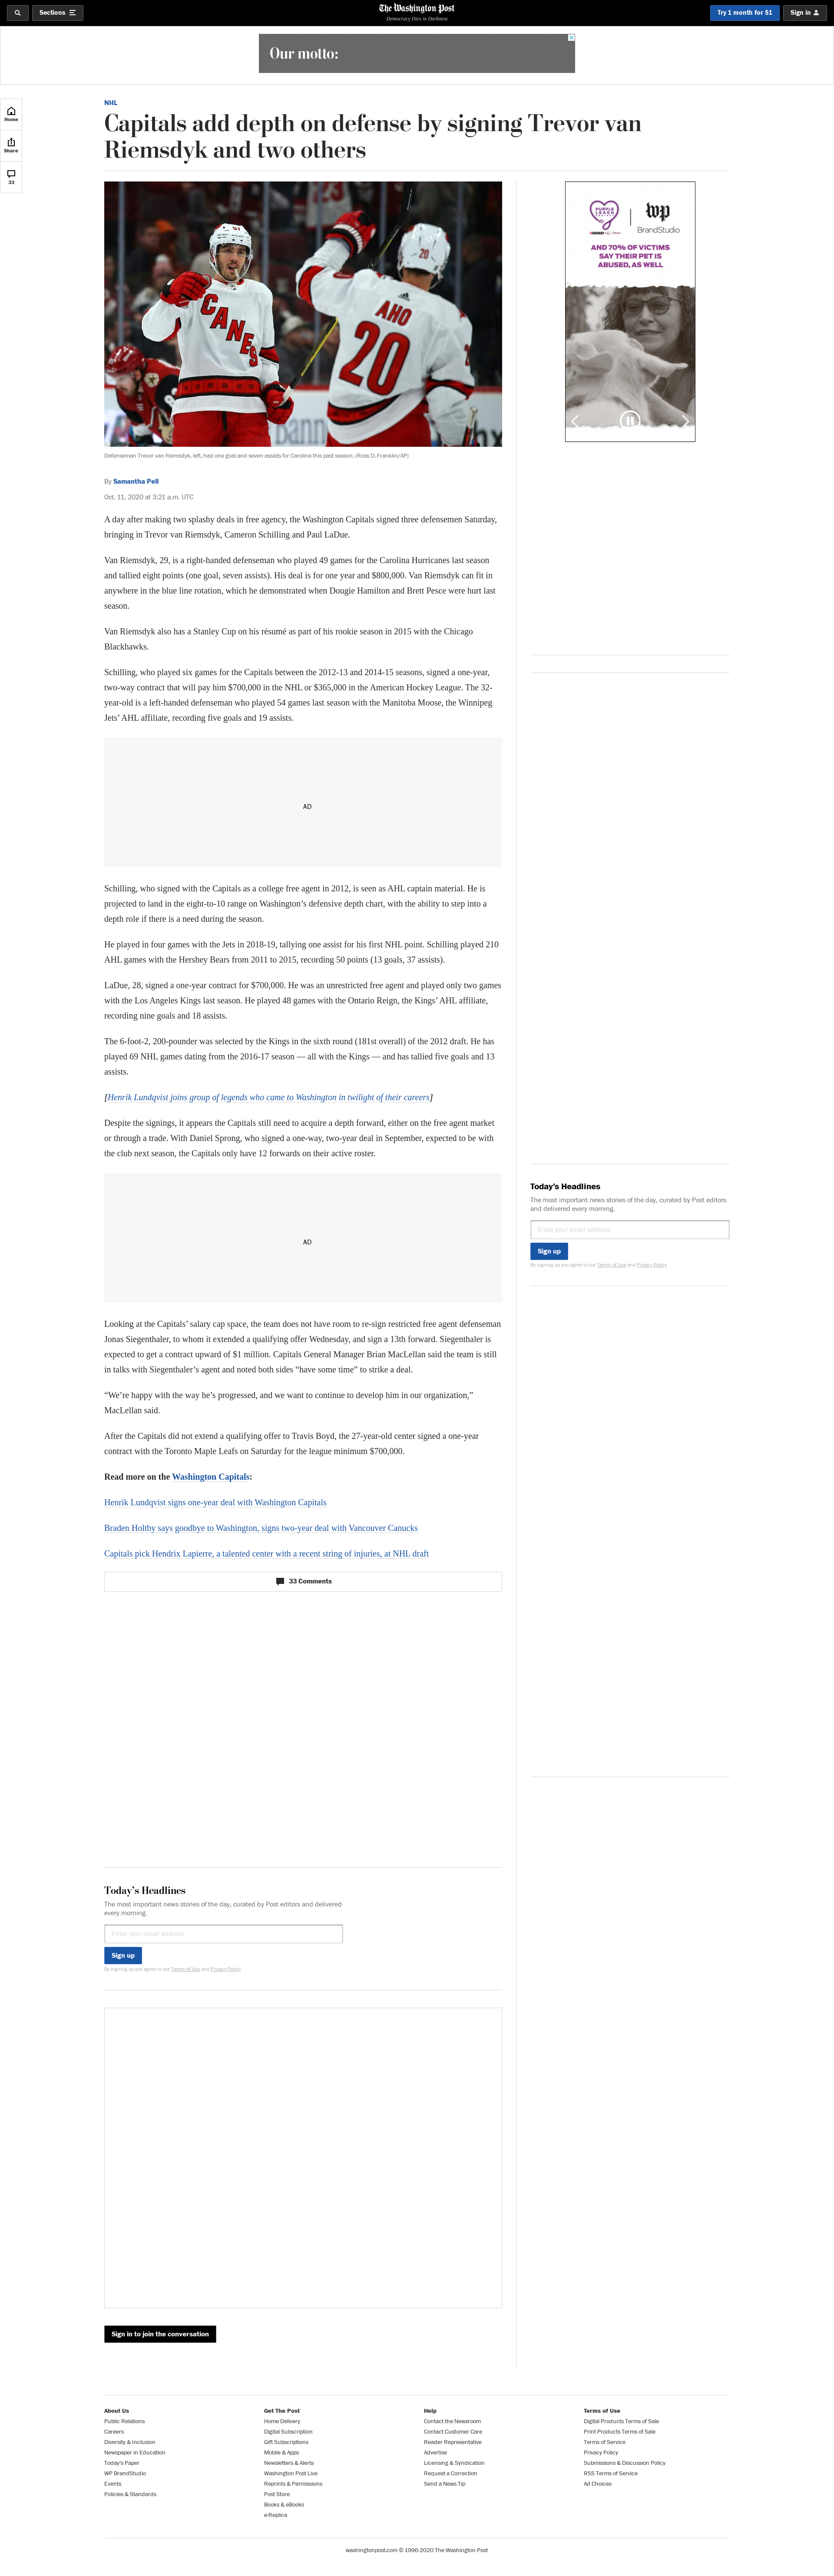 Sections
The Washington Post
Democracy Dies in Darkness
Try 1 month for $1
Sign in
Our motto:
Home
Share
33
NHL
Capitals add depth on defense by signing Trevor van
Riemsdyk and two others
CANES
AHO
20
20
PURPLE LEASH
BrandStudio
AND 70% OF VICTIMS
SAY THEIR PET IS
ABUSED, AS WELL
Defenseman Trevor van Riemsdyk, left, had one goal and seven assists for Carolina this past season. (Ross D. Franklin/AP)
By Samantha Pell
Oct. 11, 2020 at 3:21 a.m. UTC
A day after making two splashy deals in free agency, the Washington Capitals signed three defensemen Saturday,
bringing in Trevor van Riemsdyk, Cameron Schilling and Paul LaDue.
Van Riemsdyk, 29, is a right-handed defenseman who played 49 games for the Carolina Hurricanes last season
and tallied eight points (one goal, seven assists). His deal is for one year and $800,000. Van Riemsdyk can fit in
anywhere in the blue line rotation, which he demonstrated when Dougie Hamilton and Brett Pesce were hurt last
season.
Van Riemsdyk also has a Stanley Cup on his résumé as part of his rookie season in 2015 with the Chicago
Blackhawks.
Schilling, who played six games for the Capitals between the 2012-13 and 2014-15 seasons, signed a one-year,
two-way contract that will pay him $700,000 in the NHL or $365,000 in the American Hockey League. The 32-
year-old is a left-handed defenseman who played 54 games last season with the Manitoba Moose, the Winnipeg
Jets’ AHL affiliate, recording five goals and 19 assists.
AD
Schilling, who signed with the Capitals as a college free agent in 2012, is seen as AHL captain material. He is
projected to land in the eight-to-10 range on Washington’s defensive depth chart, with the ability to step into a
depth role if there is a need during the season.
He played in four games with the Jets in 2018-19, tallying one assist for his first NHL point. Schilling played 210
AHL games with the Hershey Bears from 2011 to 2015, recording 50 points (13 goals, 37 assists).
LaDue, 28, signed a one-year contract for $700,000. He was an unrestricted free agent and played only two games
with the Los Angeles Kings last season. He played 48 games with the Ontario Reign, the Kings’ AHL affiliate,
recording nine goals and 18 assists.
The 6-foot-2, 200-pounder was selected by the Kings in the sixth round (181st overall) of the 2012 draft. He has
played 69 NHL games dating from the 2016-17 season — all with the Kings — and has tallied five goals and 13
assists.
[Henrik Lundqvist joins group of legends who came to Washington in twilight of their careers]
Despite the signings, it appears the Capitals still need to acquire a depth forward, either on the free agent market
or through a trade. With Daniel Sprong, who signed a one-way, two-year deal in September, expected to be with
the club next season, the Capitals only have 12 forwards on their active roster.
AD
Looking at the Capitals’ salary cap space, the team does not have room to re-sign restricted free agent defenseman
Jonas Siegenthaler, to whom it extended a qualifying offer Wednesday, and sign a 13th forward. Siegenthaler is
expected to get a contract upward of $1 million. Capitals General Manager Brian MacLellan said the team is still
in talks with Siegenthaler’s agent and noted both sides “have some time” to strike a deal.
“We’re happy with the way he’s progressed, and we want to continue to develop him in our organization,”
MacLellan said.
After the Capitals did not extend a qualifying offer to Travis Boyd, the 27-year-old center signed a one-year
contract with the Toronto Maple Leafs on Saturday for the league minimum $700,000.
Read more on the Washington Capitals:
Henrik Lundqvist signs one-year deal with Washington Capitals
Braden Holtby says goodbye to Washington, signs two-year deal with Vancouver Canucks
Capitals pick Hendrix Lapierre, a talented center with a recent string of injuries, at NHL draft
33 Comments
Today’s Headlines
The most important news stories of the day, curated by Post editors
and delivered every morning.
Enter your email address
Sign up
By signing up you agree to our Terms of Use and Privacy Policy
Today’s Headlines
The most important news stories of the day, curated by Post editors and delivered
every morning.
Enter your email address
Sign up
By signing up you agree to our Terms of Use and Privacy Policy
Sign in to join the conversation
About Us
Public Relations
Careers
Diversity & Inclusion
Newspaper in Education
Today's Paper
WP BrandStudio
Events
Policies & Standards
Get The Post
Home Delivery
Digital Subscription
Gift Subscriptions
Mobile & Apps
Newsletters & Alerts
Washington Post Live
Reprints & Permissions
Post Store
Books & eBooks
e-Replica
Help
Contact the Newsroom
Contact Customer Care
Reader Representative
Advertise
Licensing & Syndication
Request a Correction
Send a News Tip
Terms of Use
Digital Products Terms of Sale
Print Products Terms of Sale
Terms of Service
Privacy Policy
Submissions & Discussion Policy
RSS Terms of Service
Ad Choices
washingtonpost.com © 1996-2020 The Washington Post